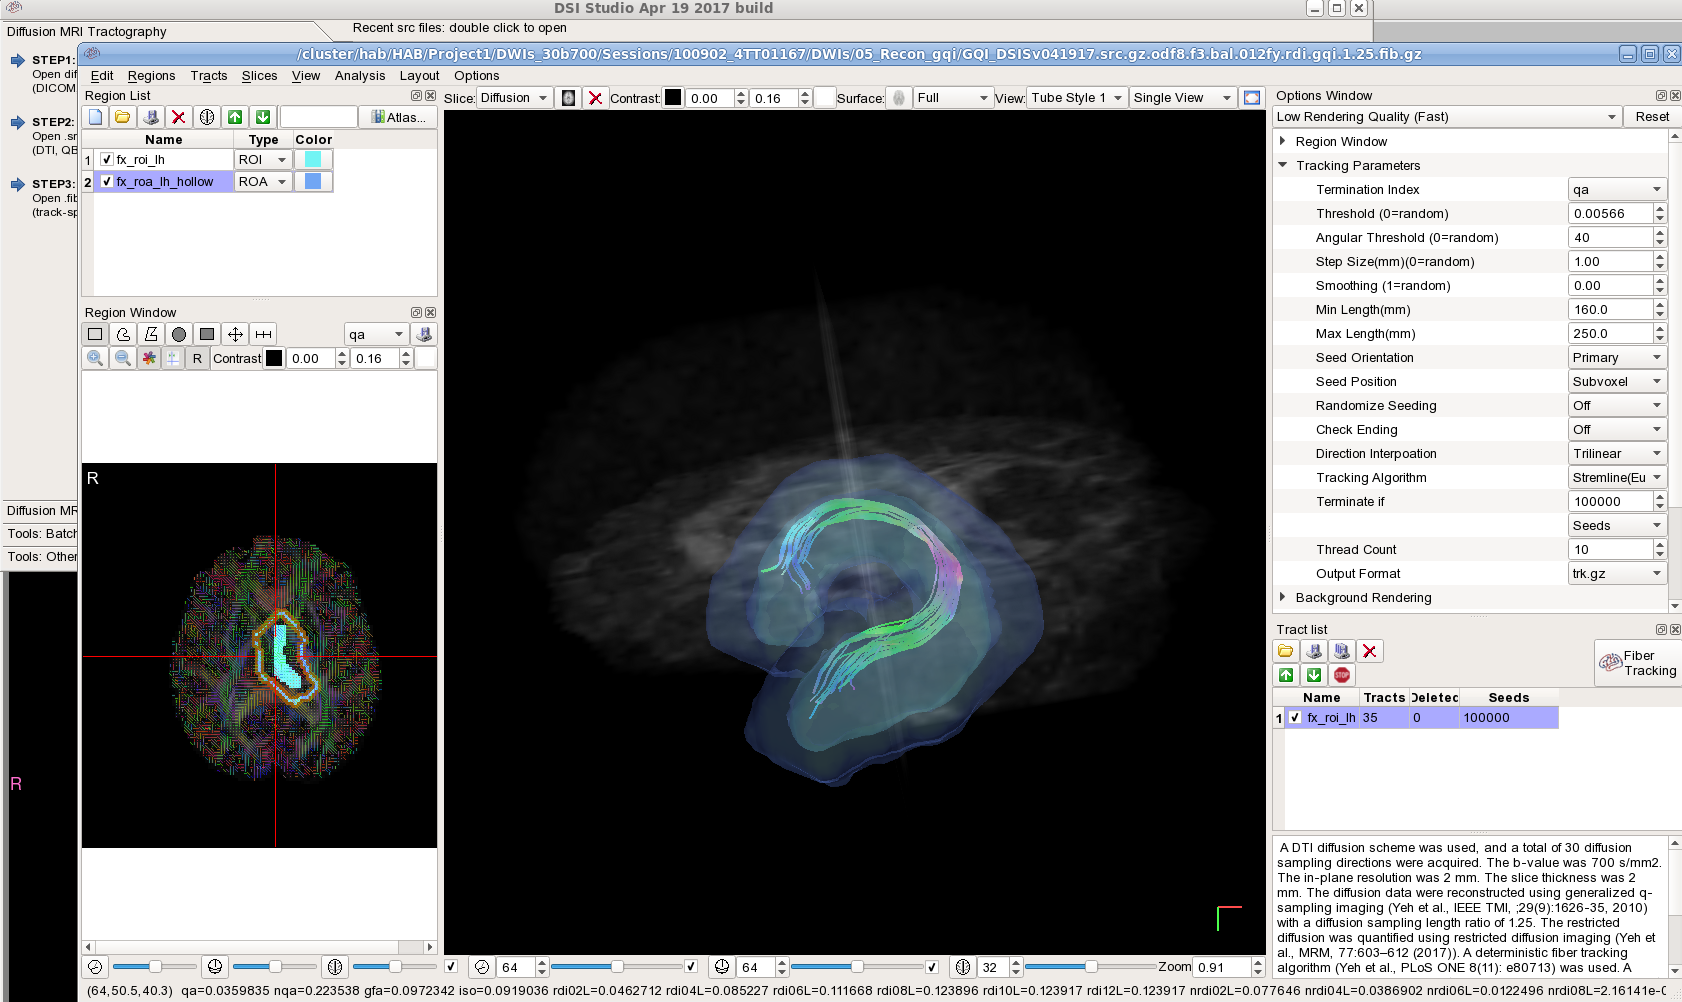 DSI Studio Apr 19 2017 build
Diffusion MRI Tractography
Recent src files: double click to open
/cluster/hab/HAB/Project1/DWIs_30b700/Sessions/100902_4TT01167/DWIs/05_Recon_gqi/GQI_DSISv041917.src.gz.odf8.f3.bal.012fy.rdi.gqi.1.25.fib.gz
STEP1:
Open dif
(DICOM
STEP2:
Open .sr
(DTI, QB
STEP3:
Open .fib
(track-sp
Diffusion MR
Tools: Batch
Tools: Other
R
Edit Regions Tracts Slices View Analysis Layout Options
Region List
Atlas...
Name Type Color
1 fx_roi_lh ROI
2 fx_roa_lh_hollow ROA
Region Window
qa
R Contrast 0.00 0.16
R
Slice: Diffusion Contrast: 0.00 0.16 Surface: Full View: Tube Style 1 Single View
64 64 32 Zoom 0.91
Options Window
Low Rendering Quality (Fast) Reset
Region Window
Tracking Parameters
Termination Index qa
Threshold (0=random) 0.00566
Angular Threshold (0=random) 40
Step Size(mm)(0=random) 1.00
Smoothing (1=random) 0.00
Min Length(mm) 160.0
Max Length(mm) 250.0
Seed Orientation Primary
Seed Position Subvoxel
Randomize Seeding Off
Check Ending Off
Direction Interpoation Trilinear
Tracking Algorithm Stremline(Eu
Terminate if 100000
Seeds
Thread Count 10
Output Format trk.gz
Background Rendering
Tract list
Fiber
Tracking
STOP
Name Tracts Deleted Seeds
1 fx_roi_lh 35 0 100000
A DTI diffusion scheme was used, and a total of 30 diffusion
sampling directions were acquired. The b-value was 700 s/mm2.
The in-plane resolution was 2 mm. The slice thickness was 2
mm. The diffusion data were reconstructed using generalized q-
sampling imaging (Yeh et al., IEEE TMI, ;29(9):1626-35, 2010)
with a diffusion sampling length ratio of 1.25. The restricted
diffusion was quantified using restricted diffusion imaging (Yeh et
al., MRM, 77:603–612 (2017)). A deterministic fiber tracking
algorithm (Yeh et al., PLoS ONE 8(11): e80713) was used. A
(64,50.5,40.3) qa=0.0359835 nqa=0.223538 gfa=0.0972342 iso=0.0919036 rdi02L=0.0462712 rdi04L=0.085227 rdi06L=0.111668 rdi08L=0.123896 rdi10L=0.123917 rdi12L=0.123917 nrdi02L=0.077646 nrdi04L=0.0386902 nrdi06L=0.0122496 nrdi08L=2.16141e-0